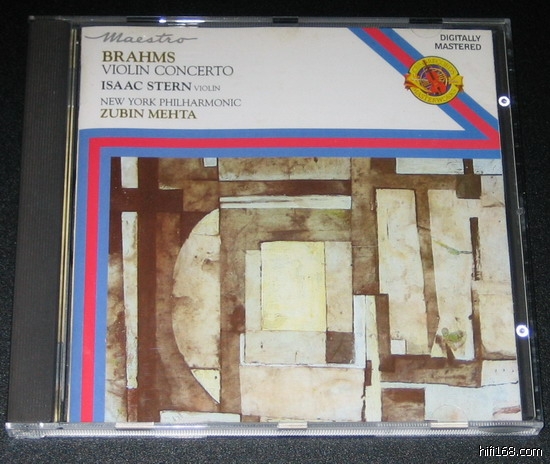 Maestro
DIGITALLY
MASTERED
BRAHMS
VIOLIN CONCERTO
ISAAC STERN VIOLIN
NEW YORK PHILHARMONIC
ZUBIN MEHTA
hifi168.com